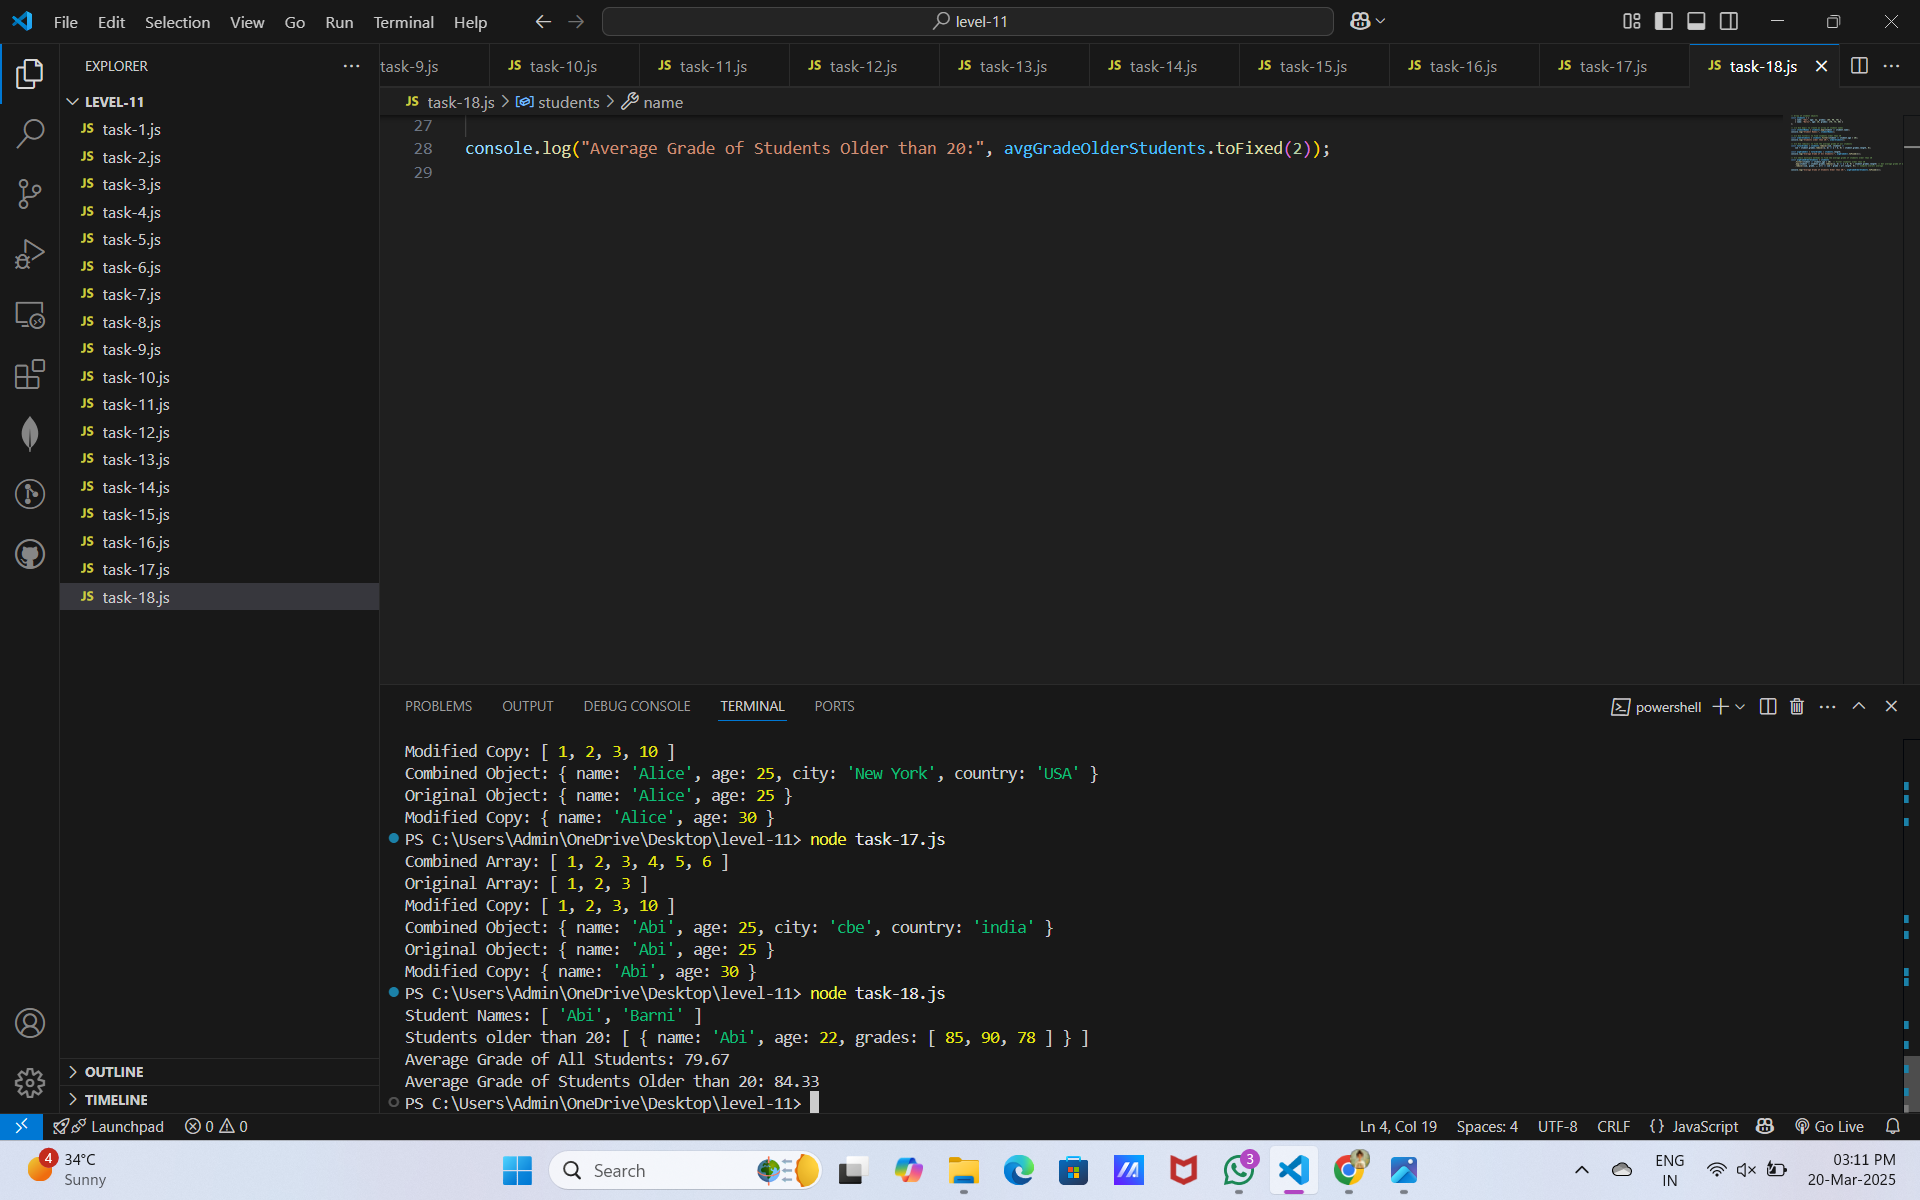 File Edit Selection View Go Run Terminal Help
level-11
EXPLORER
task-9.js
JS task-10.js
JS task-11.js
JS task-12.js
JS task-13.js
JS task-14.js
JS task-15.js
JS task-16.js
JS task-17.js
JS task-18.js
LEVEL-11
JS task-1.js
JS task-2.js
JS task-3.js
JS task-4.js
JS task-5.js
JS task-6.js
JS task-7.js
JS task-8.js
JS task-9.js
JS task-10.js
JS task-11.js
JS task-12.js
JS task-13.js
JS task-14.js
JS task-15.js
JS task-16.js
JS task-17.js
JS task-18.js
OUTLINE
TIMELINE
JS task-18.js > students > name
27
28 console.log("Average Grade of Students Older than 20:", avgGradeOlderStudents.toFixed(2));
29
PROBLEMS OUTPUT DEBUG CONSOLE TERMINAL PORTS
powershell
Modified Copy: [ 1, 2, 3, 10 ]
Combined Object: { name: 'Alice', age: 25, city: 'New York', country: 'USA' }
Original Object: { name: 'Alice', age: 25 }
Modified Copy: { name: 'Alice', age: 30 }
PS C:\Users\Admin\OneDrive\Desktop\level-11> node task-17.js
Combined Array: [ 1, 2, 3, 4, 5, 6 ]
Original Array: [ 1, 2, 3 ]
Modified Copy: [ 1, 2, 3, 10 ]
Combined Object: { name: 'Abi', age: 25, city: 'cbe', country: 'india' }
Original Object: { name: 'Abi', age: 25 }
Modified Copy: { name: 'Abi', age: 30 }
PS C:\Users\Admin\OneDrive\Desktop\level-11> node task-18.js
Student Names: [ 'Abi', 'Barni' ]
Students older than 20: [ { name: 'Abi', age: 22, grades: [ 85, 90, 78 ] } ]
Average Grade of All Students: 79.67
Average Grade of Students Older than 20: 84.33
PS C:\Users\Admin\OneDrive\Desktop\level-11>
Launchpad 0 0
Ln 4, Col 19 Spaces: 4 UTF-8 CRLF {} JavaScript Go Live
4
34°C
Sunny
Search
3
ENG
IN
03:11 PM
20-Mar-2025